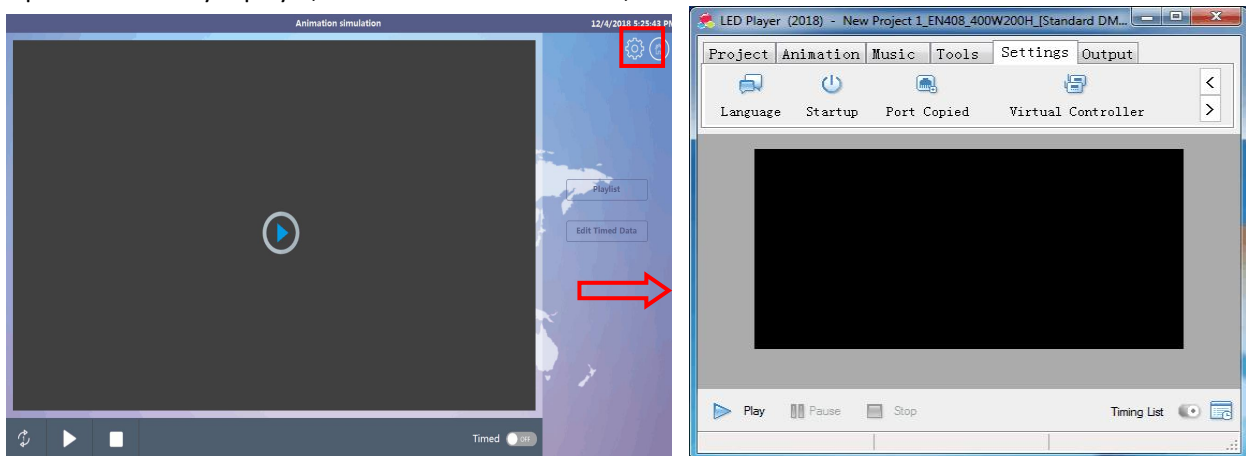 Animation simulation
12/4/2018 5:25:43 PM
Playlist
Edit Timed Data
Timed OFF
LED Player (2018) - New Project 1_EN408_400W200H_[Standard DM...
Project Animation Music Tools Settings Output
Language Startup Port Copied Virtual Controller
Play Pause Stop Timing List